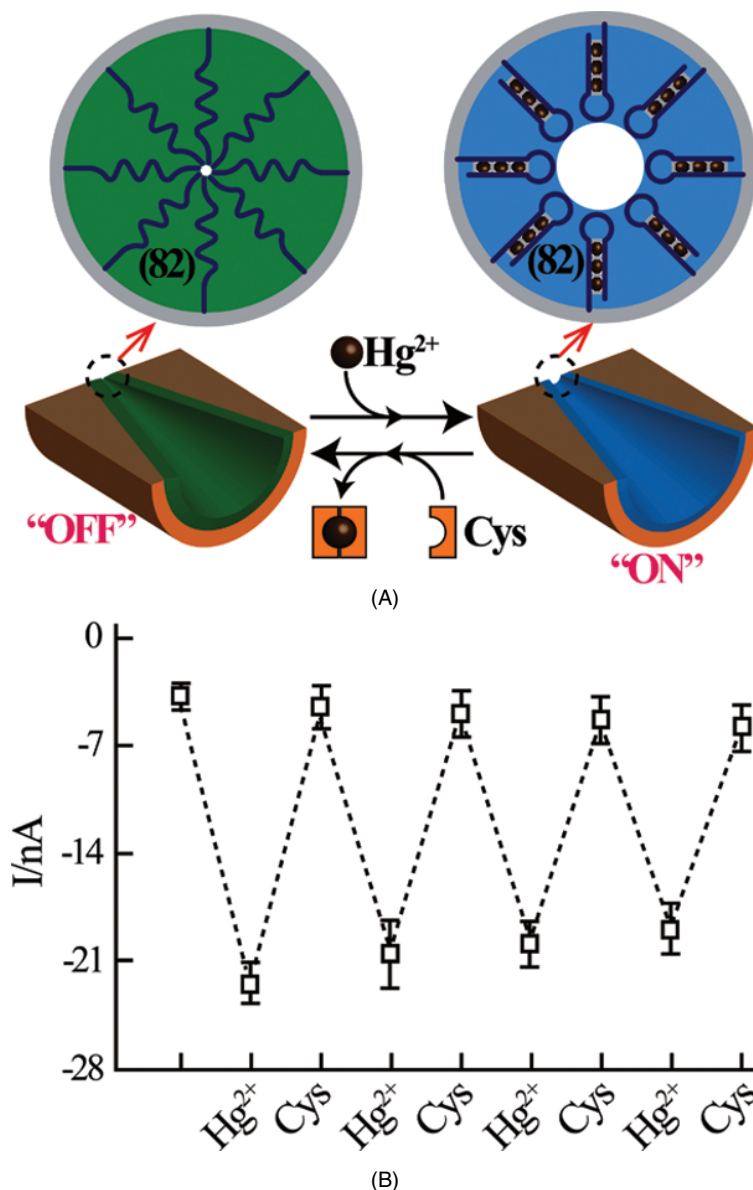 (82)
(82)
Hg²⁺
"OFF"
Cys
"ON"
(A)
0
-7
-14
-21
-28
I/nA
Hg²⁺ Cys Hg²⁺ Cys Hg²⁺ Cys Hg²⁺ Cys
(B)